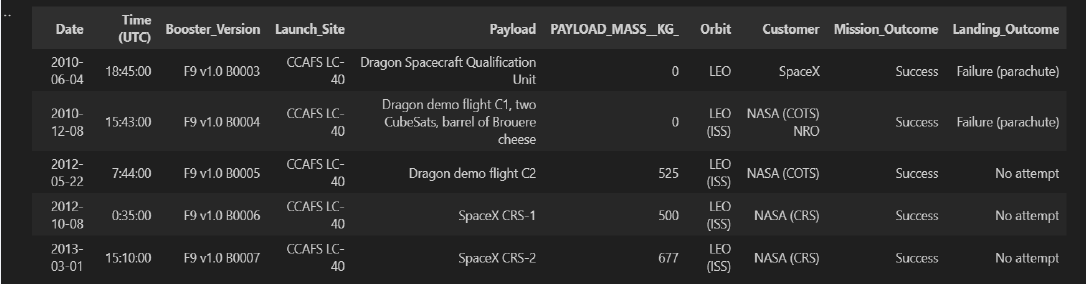 ..
Date Time (UTC) Booster_Version Launch_Site Payload PAYLOAD_MASS__KG_ Orbit Customer Mission_Outcome Landing_Outcome
2010-06-04 18:45:00 F9 v1.0 B0003 CCAFS LC-40 Dragon Spacecraft Qualification Unit 0 LEO SpaceX Success Failure (parachute)
2010-12-08 15:43:00 F9 v1.0 B0004 CCAFS LC-40 Dragon demo flight C1, two CubeSats, barrel of Brouere cheese 0 LEO (ISS) NASA (COTS) NRO Success Failure (parachute)
2012-05-22 7:44:00 F9 v1.0 B0005 CCAFS LC-40 Dragon demo flight C2 525 LEO (ISS) NASA (COTS) Success No attempt
2012-10-08 0:35:00 F9 v1.0 B0006 CCAFS LC-40 SpaceX CRS-1 500 LEO (ISS) NASA (CRS) Success No attempt
2013-03-01 15:10:00 F9 v1.0 B0007 CCAFS LC-40 SpaceX CRS-2 677 LEO (ISS) NASA (CRS) Success No attempt